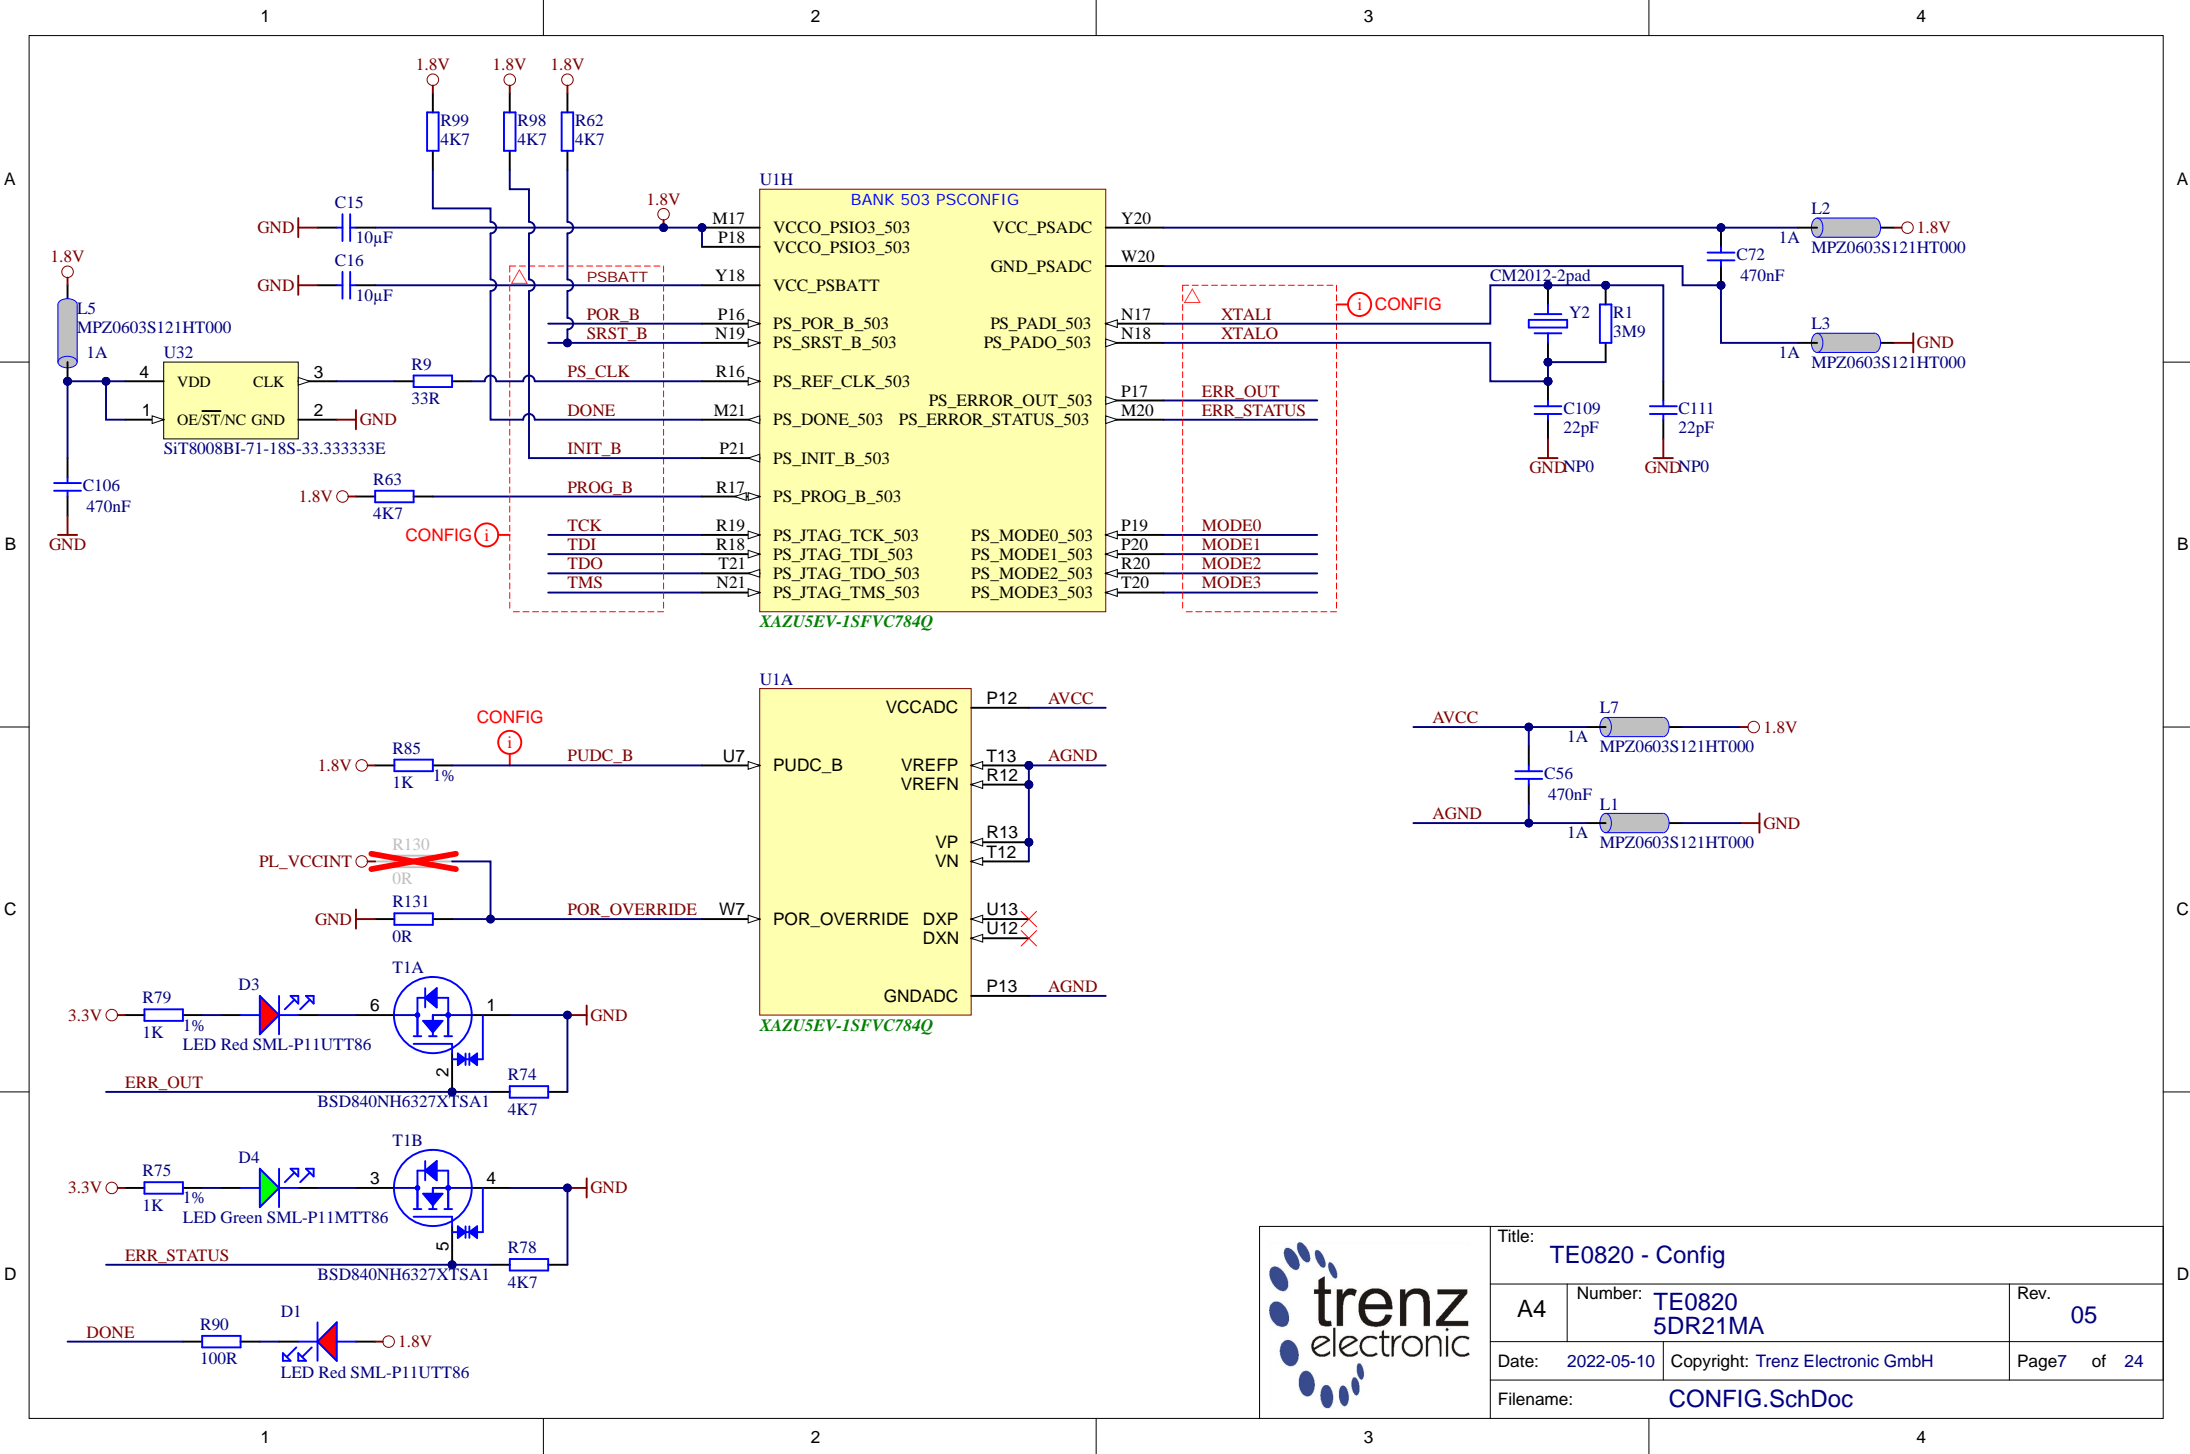 1 2 3 4
1.8V 1.8V 1.8V
R99 R98 R62
4K7 4K7 4K7
A A
U1H
BANK 503 PSCONFIG
1.8V
C15
GND 10µF
M17 VCCO_PSIO3_503
P18 VCCO_PSIO3_503
C16
GND 10µF
PSBATT Y18 VCC_PSBATT
POR_B P16 PS_POR_B_503
SRST_B N19 PS_SRST_B_503
PS_CLK R16 PS_REF_CLK_503
DONE M21 PS_DONE_503
INIT_B P21 PS_INIT_B_503
PROG_B R17 PS_PROG_B_503
TCK R19 PS_JTAG_TCK_503
TDI R18 PS_JTAG_TDI_503
TDO T21 PS_JTAG_TDO_503
TMS N21 PS_JTAG_TMS_503
CONFIG i
VCC_PSADC Y20
GND_PSADC W20
PS_PADI_503 N17 XTALI
PS_PADO_503 N18 XTALO
PS_ERROR_OUT_503 P17 ERR_OUT
PS_ERROR_STATUS_503 M20 ERR_STATUS
PS_MODE0_503 P19 MODE0
PS_MODE1_503 P20 MODE1
PS_MODE2_503 R20 MODE2
PS_MODE3_503 T20 MODE3
XAZU5EV-1SFVC784Q
i CONFIG
1.8V
L5
MPZ0603S121HT000
1A
U32
4 VDD CLK 3
1 OE/ST/NC GND 2 GND
SiT8008BI-71-18S-33.333333E
R9
33R
C106
470nF
GND
1.8V R63
4K7
CM2012-2pad
Y2 R1
3M9
C109
22pF
GND NP0
C111
22pF
GND NP0
L2
1A 1.8V
MPZ0603S121HT000
C72
470nF
L3
1A GND
MPZ0603S121HT000
B B
U1A
VCCADC P12 AVCC
PUDC_B U7 PUDC_B
VREFP T13 AGND
VREFN R12
VP R13
VN T12
POR_OVERRIDE W7 POR_OVERRIDE
DXP U13
DXN U12
GNDADC P13 AGND
XAZU5EV-1SFVC784Q
CONFIG
i
1.8V R85
1K 1%
PL_VCCINT R130
0R
GND R131
0R
AVCC L7
1A 1.8V
MPZ0603S121HT000
C56
470nF
AGND L1
1A GND
MPZ0603S121HT000
C C
T1A
3.3V R79 D3 6 1 GND
1K 1%
LED Red SML-P11UTT86
2
ERR_OUT R74
BSD840NH6327XTSA1 4K7
T1B
3.3V R75 D4 3 4 GND
1K 1%
LED Green SML-P11MTT86
5
ERR_STATUS R78
BSD840NH6327XTSA1 4K7
D D
DONE R90 D1 1.8V
100R
LED Red SML-P11UTT86
trenz
electronic
Title:
TE0820 - Config
A4 Number: TE0820
5DR21MA
Rev.
05
Date: 2022-05-10 Copyright: Trenz Electronic GmbH Page7 of 24
Filename: CONFIG.SchDoc
1 2 3 4